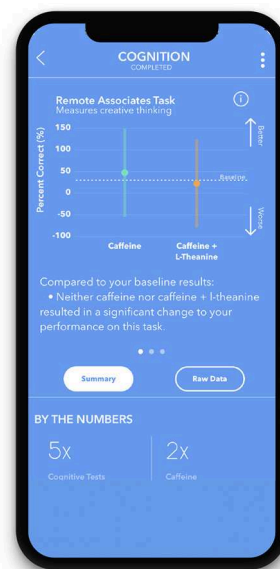 COGNITION
COMPLETED
Remote Associates Task
Measures creative thinking
Percent Correct (%)
150
100
50
0
-50
-100
Better
Baseline
Worse
Caffeine
Caffeine +
L-Theanine
Compared to your baseline results:
• Neither caffeine nor caffeine + l-theanine
resulted in a significant change to your
performance on this task.
Summary
Raw Data
BY THE NUMBERS
5x
2x
Cognitive Tests
Caffeine